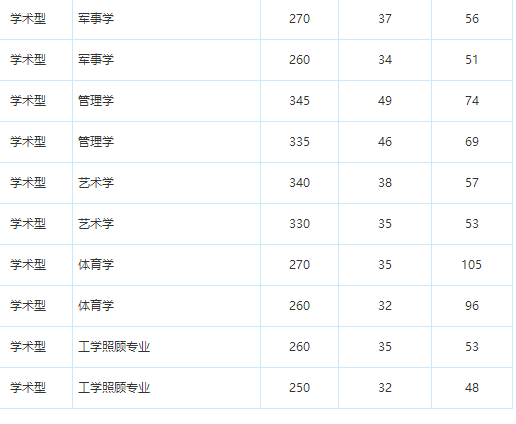 学术型 军事学 270 37 56
学术型 军事学 260 34 51
学术型 管理学 345 49 74
学术型 管理学 335 46 69
学术型 艺术学 340 38 57
学术型 艺术学 330 35 53
学术型 体育学 270 35 105
学术型 体育学 260 32 96
学术型 工学照顾专业 260 35 53
学术型 工学照顾专业 250 32 48